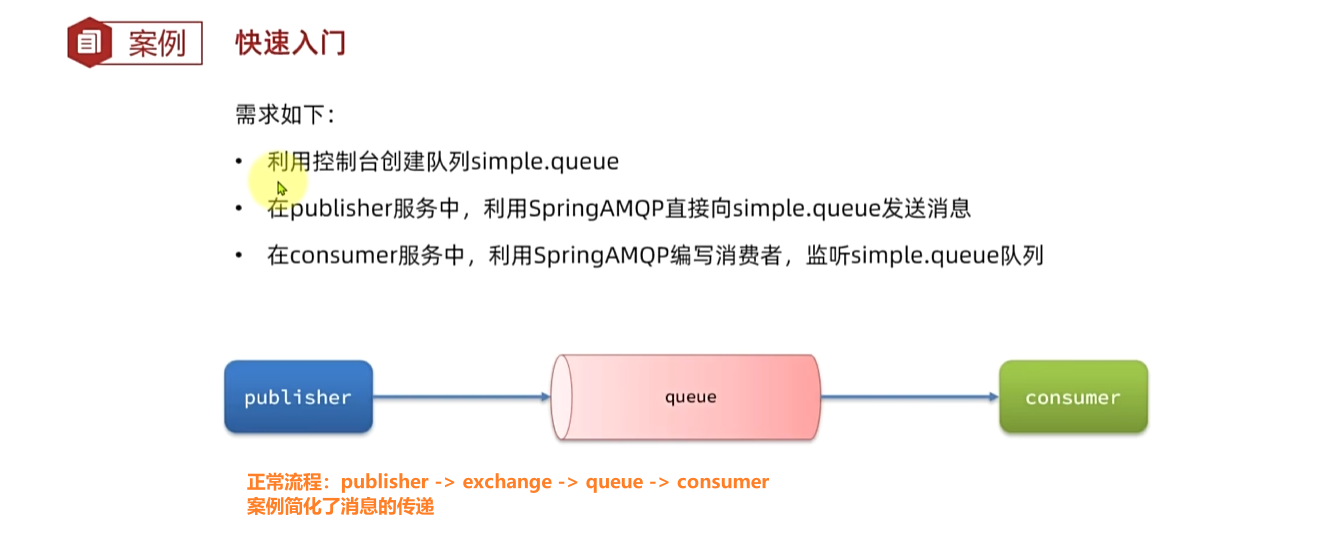 案例
快速入门
需求如下：
• 利用控制台创建队列simple.queue
• 在publisher服务中，利用SpringAMQP直接向simple.queue发送消息
• 在consumer服务中，利用SpringAMQP编写消费者，监听simple.queue队列
publisher
queue
consumer
正常流程：publisher -> exchange -> queue -> consumer
案例简化了消息的传递